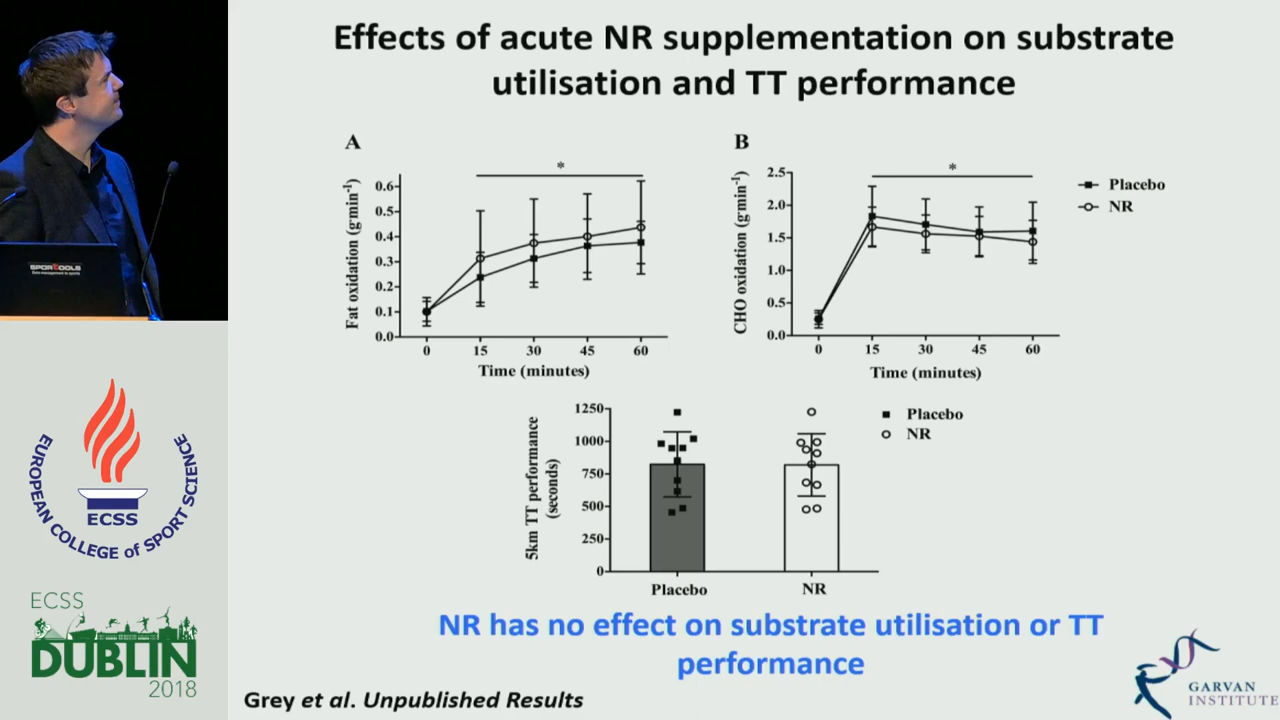 Effects of acute NR supplementation on substrate
utilisation and TT performance
A
*
Fat oxidation (g·min⁻¹)
0.6
0.5
0.4
0.3
0.2
0.1
0.0
0 15 30 45 60
Time (minutes)
B
*
CHO oxidation (g·min⁻¹)
2.5
2.0
1.5
1.0
0.5
0.0
0 15 30 45 60
Time (minutes)
Placebo
NR
5km TT performance
(seconds)
1250
1000
750
500
250
0
Placebo NR
Placebo
NR
NR has no effect on substrate utilisation or TT
performance
Grey et al. Unpublished Results
GARVAN
INSTITUTE
EUROPEAN COLLEGE of SPORT SCIENCE
ECSS
ECSS
DUBLIN
2018